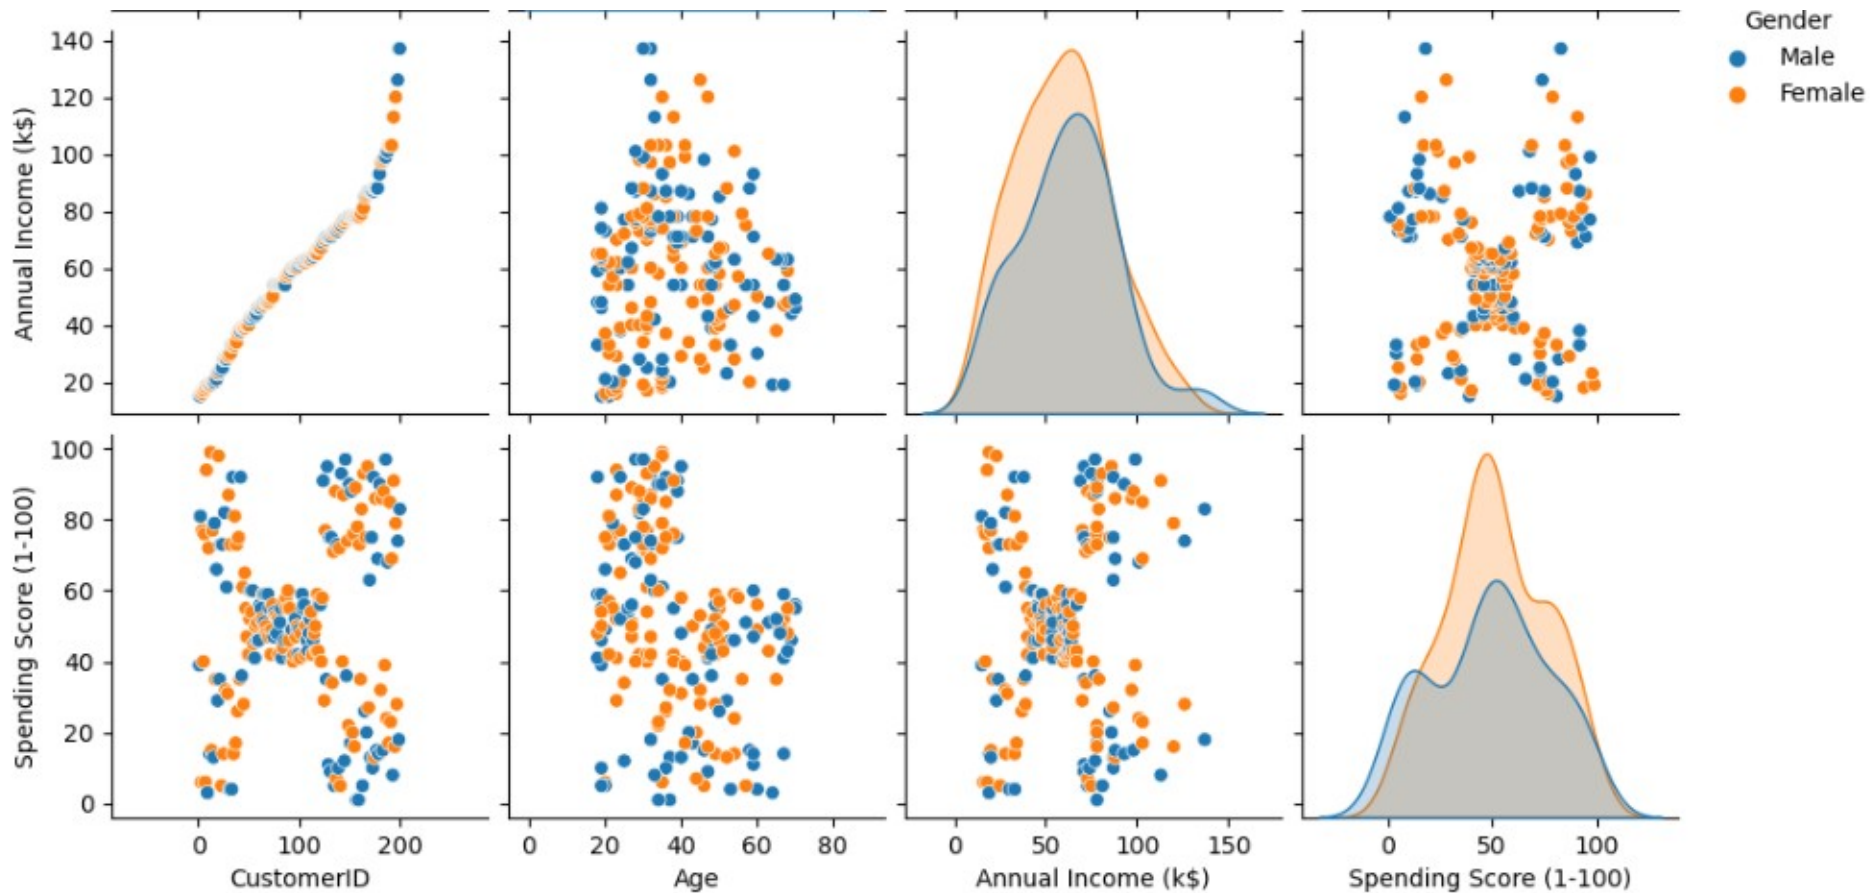 Gender
Male
Female
Annual Income (k$)
140
120
100
80
60
40
20
Spending Score (1-100)
100
80
60
40
20
0
0 100 200
CustomerID
0 20 40 60 80
Age
0 50 100 150
Annual Income (k$)
0 50 100
Spending Score (1-100)